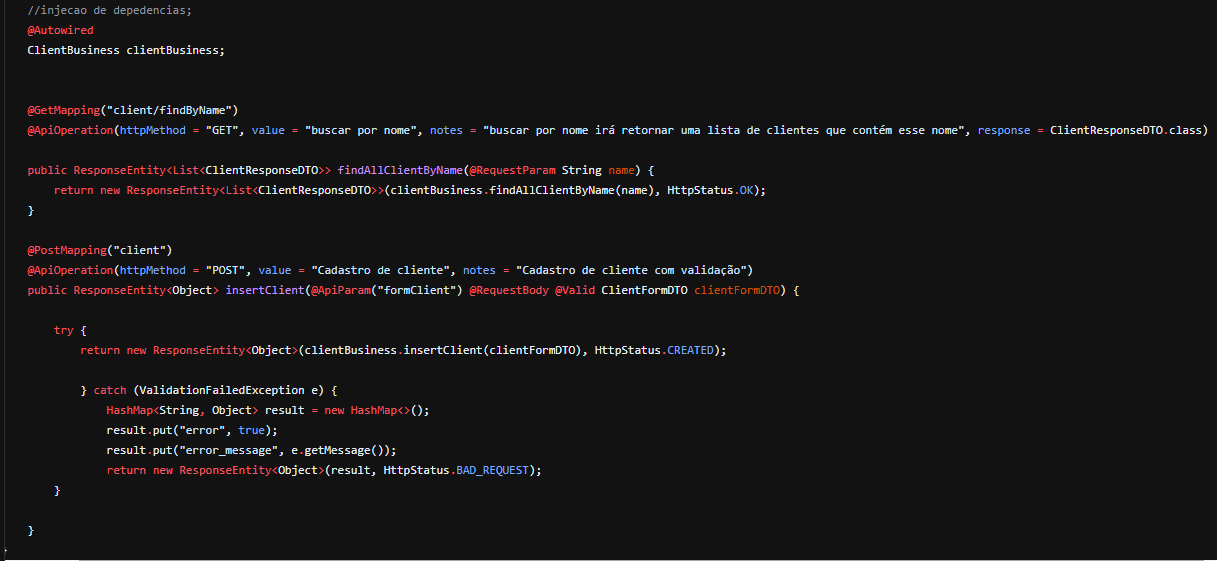 //injecao de depedencias;
@Autowired
ClientBusiness clientBusiness;
@GetMapping("client/findByName")
@ApiOperation(httpMethod = "GET", value = "buscar por nome", notes = "buscar por nome irá retornar uma lista de clientes que contém esse nome", response = ClientResponseDTO.class)
public ResponseEntity<List<ClientResponseDTO>> findAllClientByName(@RequestParam String name) {
return new ResponseEntity<List<ClientResponseDTO>>(clientBusiness.findAllClientByName(name), HttpStatus.OK);
}
@PostMapping("client")
@ApiOperation(httpMethod = "POST", value = "Cadastro de cliente", notes = "Cadastro de cliente com validação")
public ResponseEntity<Object> insertClient(@ApiParam("formClient") @RequestBody @Valid ClientFormDTO clientFormDTO) {
try {
return new ResponseEntity<Object>(clientBusiness.insertClient(clientFormDTO), HttpStatus.CREATED);
} catch (ValidationFailedException e) {
HashMap<String, Object> result = new HashMap<>();
result.put("error", true);
result.put("error_message", e.getMessage());
return new ResponseEntity<Object>(result, HttpStatus.BAD_REQUEST);
}
}